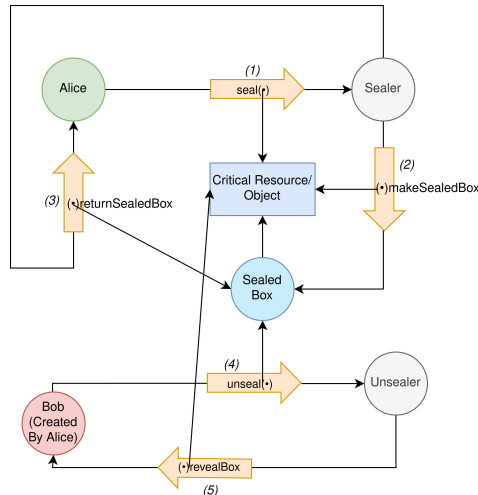 (1)
Alice
seal(•)
Sealer
(2)
Critical Resource/
Object
(•)makeSealedBox
(3)
(•)returnSealedBox
Sealed
Box
(4)
unseal(•)
Unsealer
Bob
(Created
By Alice)
(•)revealBox
(5)